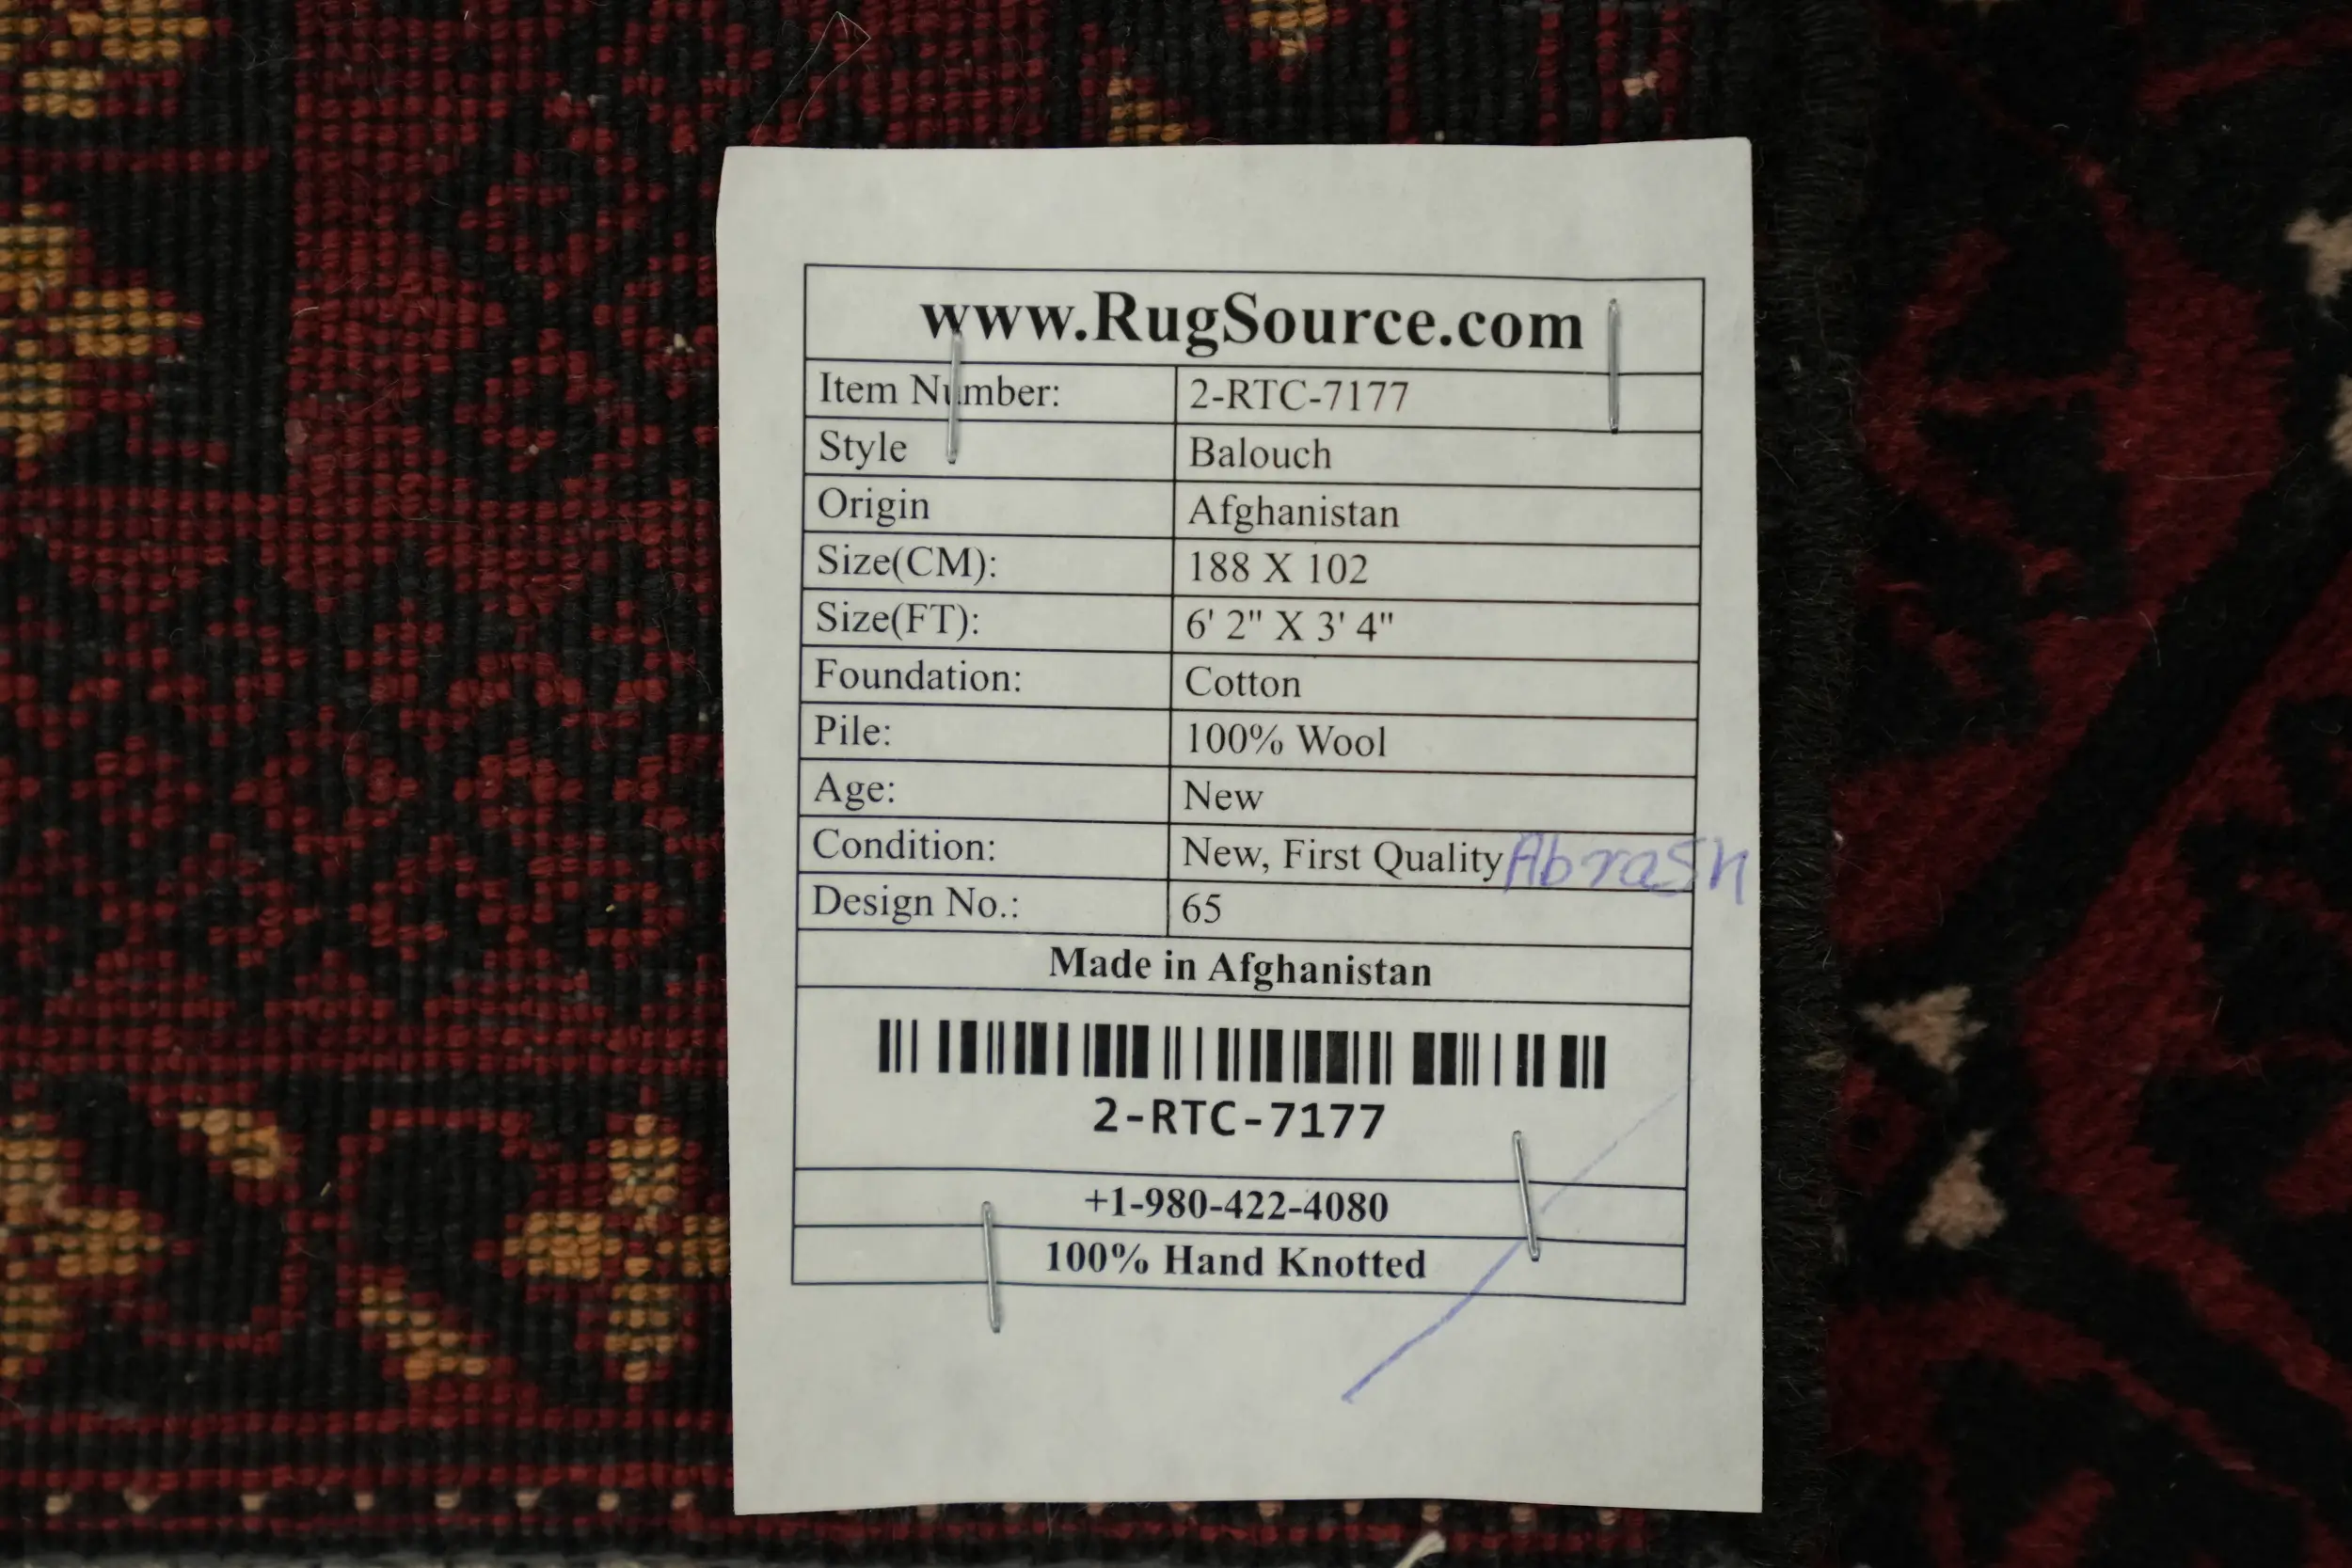 www.RugSource.com
Item Number: 2-RTC-7177
Style Balouch
Origin Afghanistan
Size(CM): 188 X 102
Size(FT): 6' 2" X 3' 4"
Foundation: Cotton
Pile: 100% Wool
Age: New
Condition: New, First Quality Abrash
Design No.: 65
Made in Afghanistan
2-RTC-7177
+1-980-422-4080
100% Hand Knotted